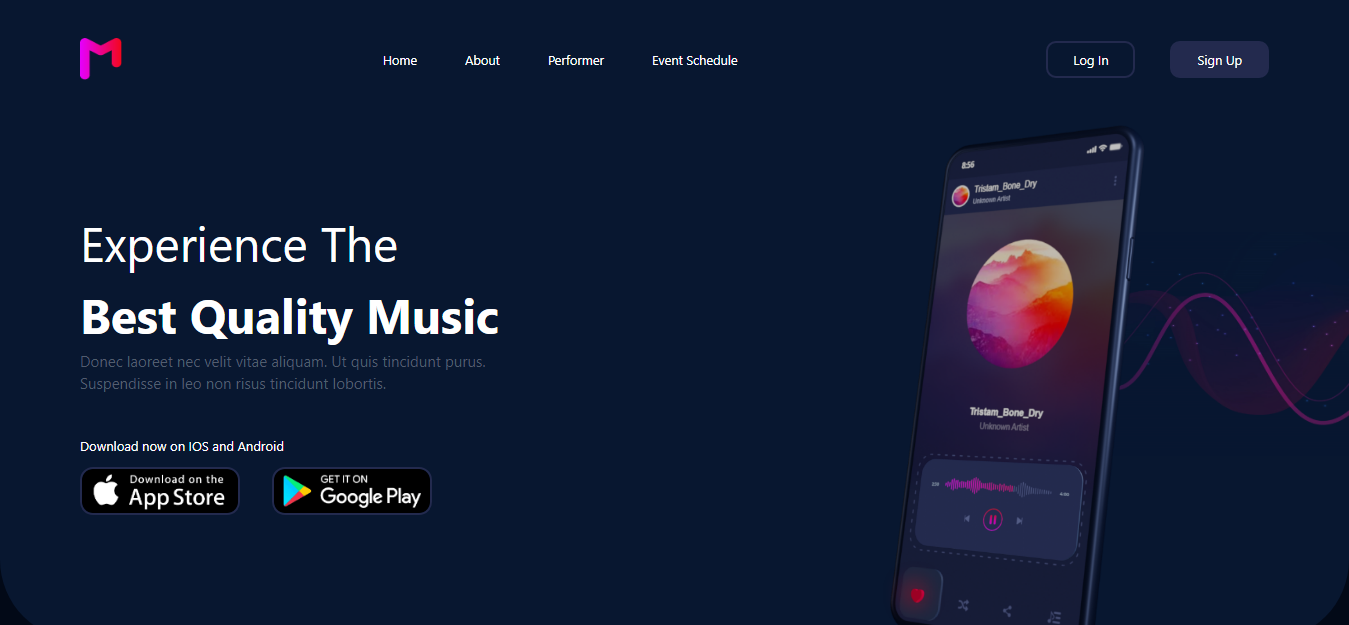 Home
About
Performer
Event Schedule
Log In
Sign Up
Experience The
Best Quality Music
Donec laoreet nec velit vitae aliquam. Ut quis tincidunt purus.
Suspendisse in leo non risus tincidunt lobortis.
Download now on IOS and Android
Download on the
App Store
GET IT ON
Google Play
8:56
Tristam_Bone_Dry
Unknown Artist
Tristam_Bone_Dry
Unknown Artist